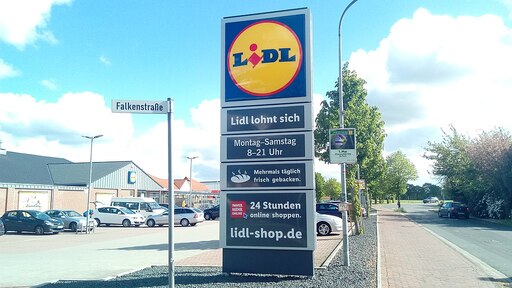 Falkenstraße
LIDL
Lidl lohnt sich
Montag–Samstag
8–21 Uhr
Mehrmals täglich
frisch gebacken.
24 Stunden
online shoppen.
lidl-shop.de